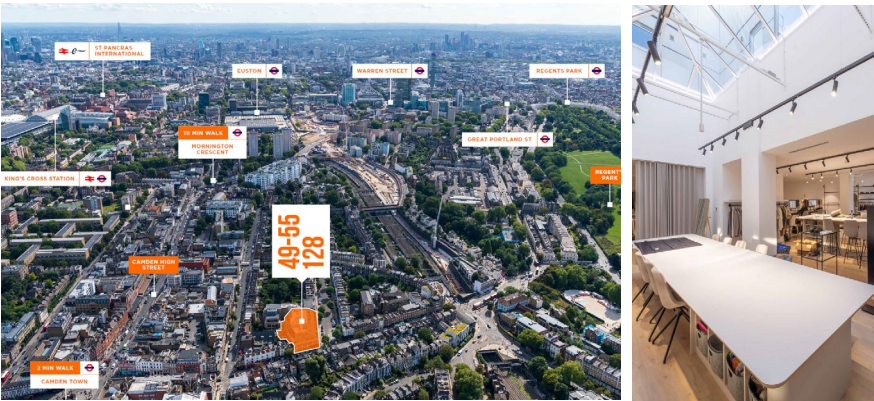 ST PANCRAS
INTERNATIONAL
EUSTON
WARREN STREET
REGENTS PARK
10 MIN WALK
MORNINGTON
CRESCENT
GREAT PORTLAND ST
KING'S CROSS STATION
REGENT'S
PARK
49-55
128
CAMDEN HIGH
STREET
2 MIN WALK
CAMDEN TOWN